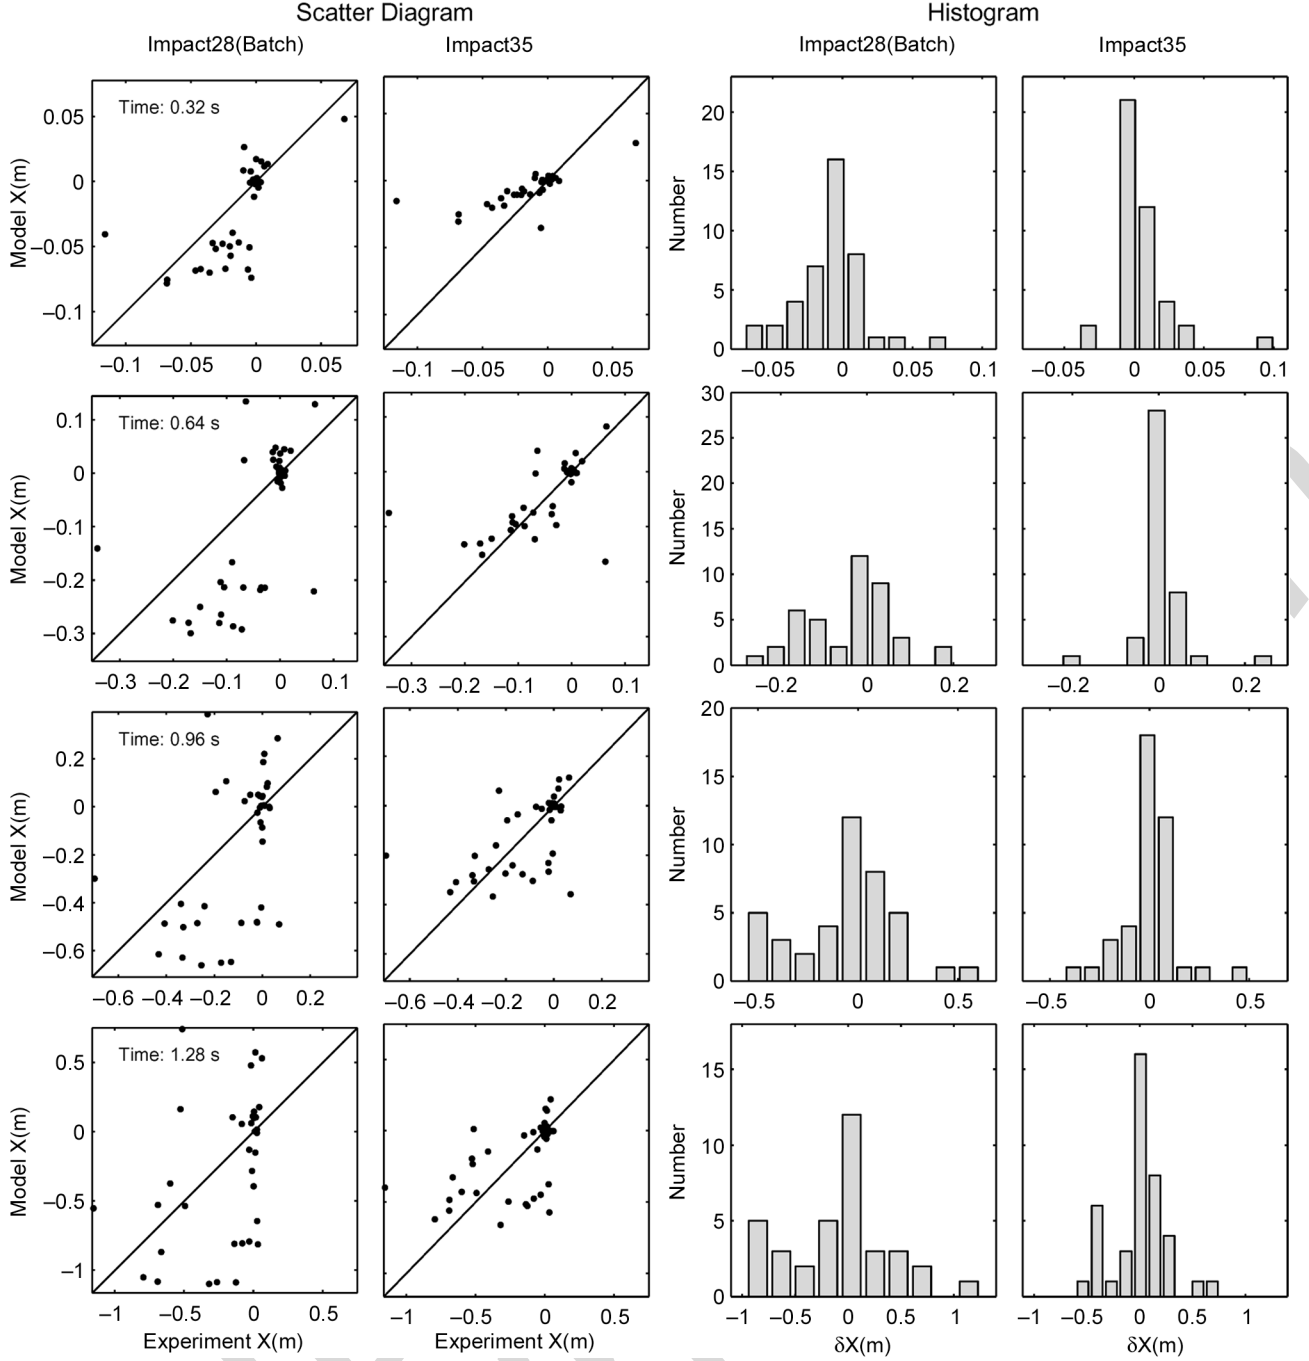 Scatter Diagram
Histogram
Impact28(Batch)
Impact35
Impact28(Batch)
Impact35
Time: 0.32 s
Model X(m)
0.05
0
–0.05
–0.1
–0.1 –0.05 0 0.05
–0.1 –0.05 0 0.05
Number
20
15
10
5
0
–0.05 0 0.05 0.1
–0.05 0 0.05 0.1
Time: 0.64 s
Model X(m)
0.1
0
–0.1
–0.2
–0.3
–0.3 –0.2 –0.1 0 0.1
–0.3 –0.2 –0.1 0 0.1
Number
30
25
20
15
10
5
0
–0.2 0 0.2
–0.2 0 0.2
Time: 0.96 s
Model X(m)
0.2
0
–0.2
–0.4
–0.6
–0.6 –0.4 –0.2 0 0.2
–0.6 –0.4 –0.2 0 0.2
Number
20
15
10
5
0
–0.5 0 0.5
–0.5 0 0.5
Time: 1.28 s
Model X(m)
0.5
0
–0.5
–1
–1 –0.5 0 0.5
Experiment X(m)
–1 –0.5 0 0.5
Experiment X(m)
Number
15
10
5
0
–1 –0.5 0 0.5 1
δX(m)
–1 –0.5 0 0.5 1
δX(m)